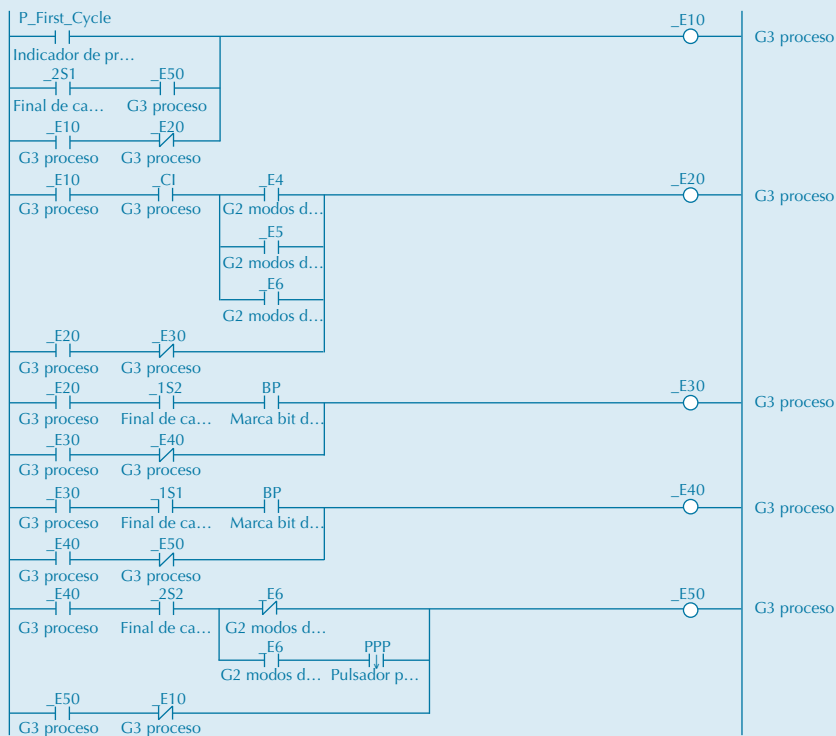 P_First_Cycle _E10
Indicador de pr… G3 proceso
_2S1 _E50
Final de ca… G3 proceso
_E10 _E20
G3 proceso G3 proceso
_E10 _CI _E4 _E20
G3 proceso G3 proceso G2 modos d… G3 proceso
_E5
G2 modos d…
_E6
G2 modos d…
_E20 _E30
G3 proceso G3 proceso
_E20 _1S2 BP _E30
G3 proceso Final de ca… Marca bit d… G3 proceso
_E30 _E40
G3 proceso G3 proceso
_E30 _1S1 BP _E40
G3 proceso Final de ca… Marca bit d… G3 proceso
_E40 _E50
G3 proceso G3 proceso
_E40 _2S2 _E6 _E50
G3 proceso Final de ca… G2 modos d… G3 proceso
_E6 PPP
G2 modos d… Pulsador p…
_E50 _E10
G3 proceso G3 proceso